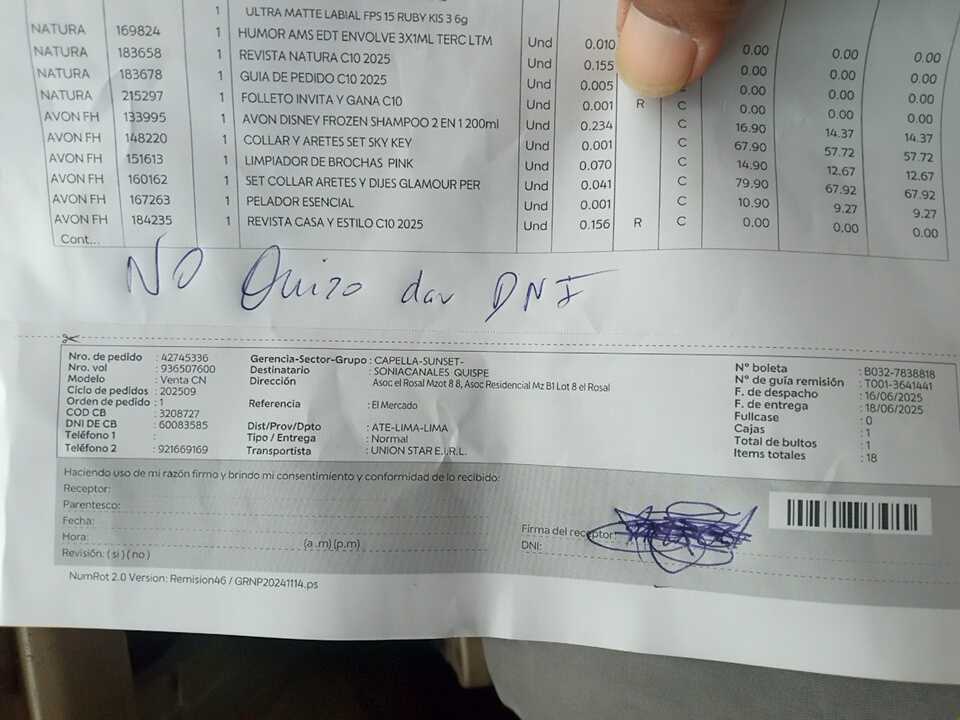 1 ULTRA MATTE LABIAL FPS 15 RUBY KIS 3 6g
NATURA 169824 1 HUMOR AMS EDT ENVOLVE 3X1ML TERC LTM Und 0.010 0.00 0.00 0.00
NATURA 183658 1 REVISTA NATURA C10 2025 Und 0.155 0.00 0.00 0.00
NATURA 183678 1 GUIA DE PEDIDO C10 2025 Und 0.005 0.00 0.00 0.00
NATURA 215297 1 FOLLETO INVITA Y GANA C10 Und 0.001 R C 0.00 0.00 0.00
AVON FH 133995 1 AVON DISNEY FROZEN SHAMPOO 2 EN 1 200ml Und 0.234 C 16.90 14.37 14.37
AVON FH 148220 1 COLLAR Y ARETES SET SKY KEY Und 0.001 C 67.90 57.72 57.72
AVON FH 151613 1 LIMPIADOR DE BROCHAS PINK Und 0.070 C 14.90 12.67 12.67
AVON FH 160162 1 SET COLLAR ARETES Y DIJES GLAMOUR PER Und 0.041 C 79.90 67.92 67.92
AVON FH 167263 1 PELADOR ESENCIAL Und 0.001 C 10.90 9.27 9.27
AVON FH 184235 1 REVISTA CASA Y ESTILO C10 2025 Und 0.156 R C 0.00 0.00 0.00
Cont...
NO Quizo dar DNI
Nro. de pedido : 42745336 Gerencia-Sector-Grupo : CAPELLA-SUNSET- N° boleta : B032-7838818
Nro. vol : 936507600 Destinatario : SONIACANALES QUISPE N° de guía remisión : T001-3641441
Modelo : Venta CN Dirección Asoc el Rosal Mzot 8 8, Asoc Residencial Mz B1 Lot 8 el Rosal F. de despacho : 16/06/2025
Ciclo de pedidos : 202509 F. de entrega : 18/06/2025
Orden de pedido : 1 Referencia : El Mercado Fullcase : 0
COD CB : 3208727 Cajas : 1
DNI DE CB : 60083585 Dist/Prov/Dpto : ATE-LIMA-LIMA Total de bultos : 1
Teléfono 1 : Tipo / Entrega : Normal Items totales : 18
Teléfono 2 : 921669169 Transportista : UNION STAR E.I.R.L.
Haciendo uso de mi razón firmo y brindo mi consentimiento y conformidad de lo recibido:
Receptor:
Parentesco:
Fecha: Firma del receptor:
Hora: (a .m) (p.m) DNI:
Revisión: ( si ) ( no )
NumRot 2.0 Version: Remision46 / GRNP20241114.ps